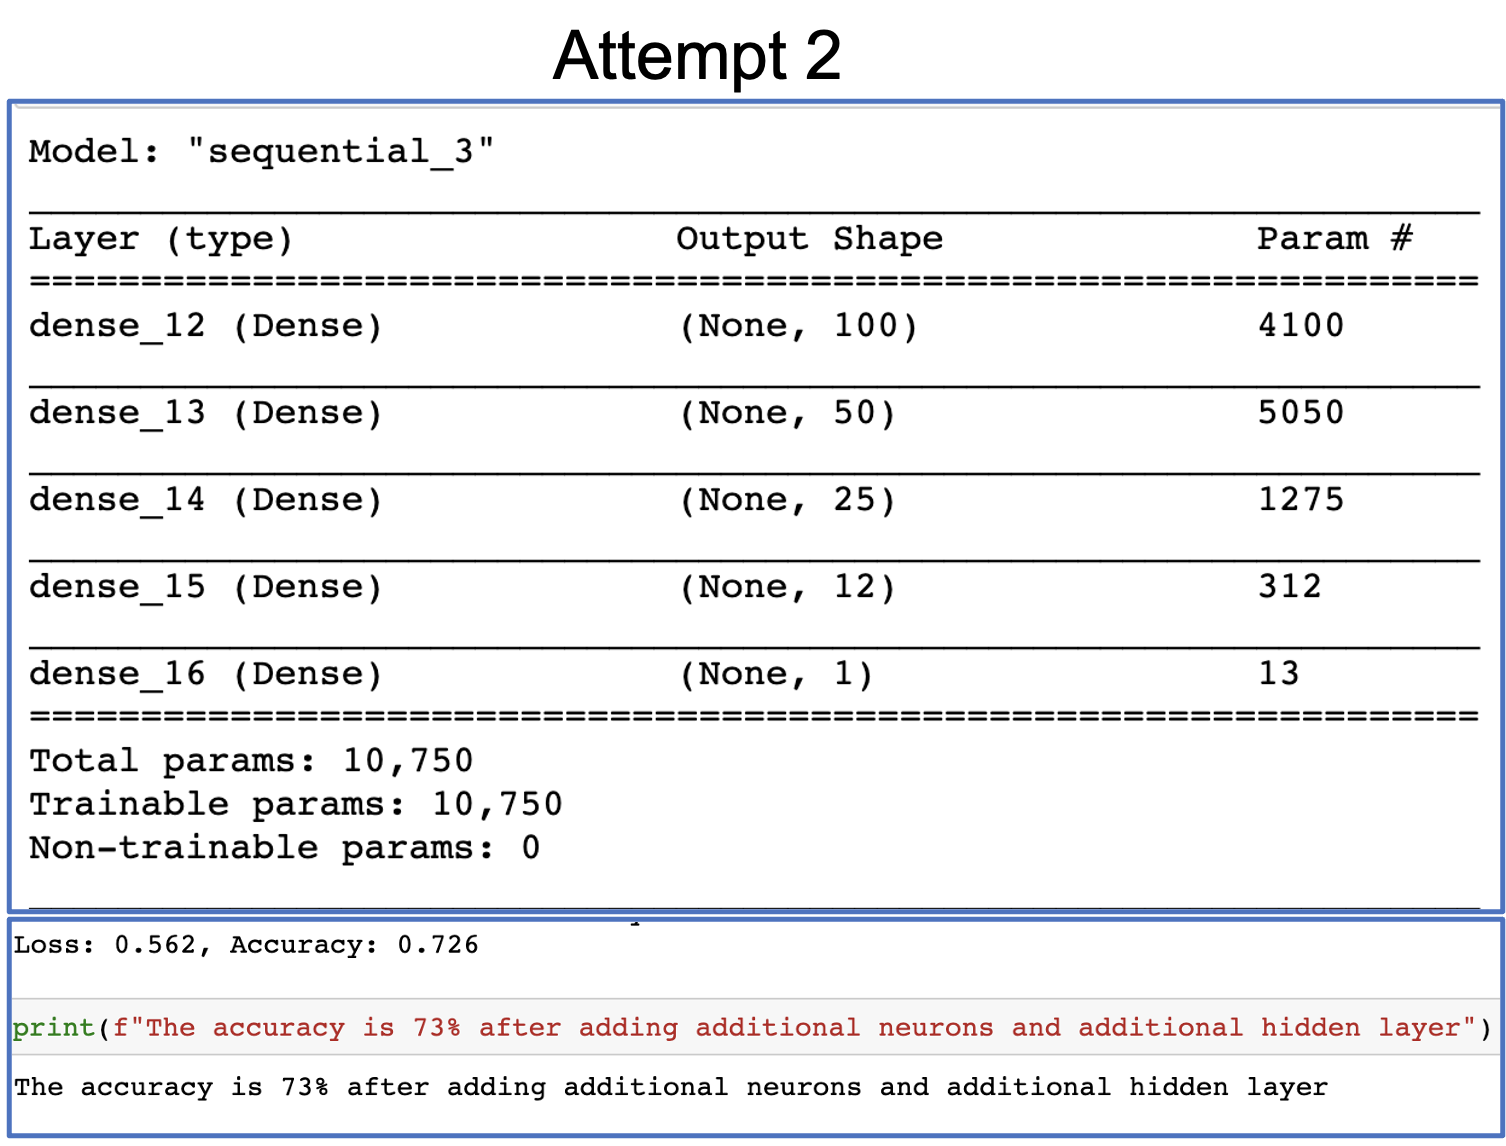 Attempt 2
Model: "sequential_3"
Layer (type) Output Shape Param #
dense_12 (Dense) (None, 100) 4100
dense_13 (Dense) (None, 50) 5050
dense_14 (Dense) (None, 25) 1275
dense_15 (Dense) (None, 12) 312
dense_16 (Dense) (None, 1) 13
Total params: 10,750
Trainable params: 10,750
Non-trainable params: 0
Loss: 0.562, Accuracy: 0.726
print(f"The accuracy is 73% after adding additional neurons and additional hidden layer")
The accuracy is 73% after adding additional neurons and additional hidden layer